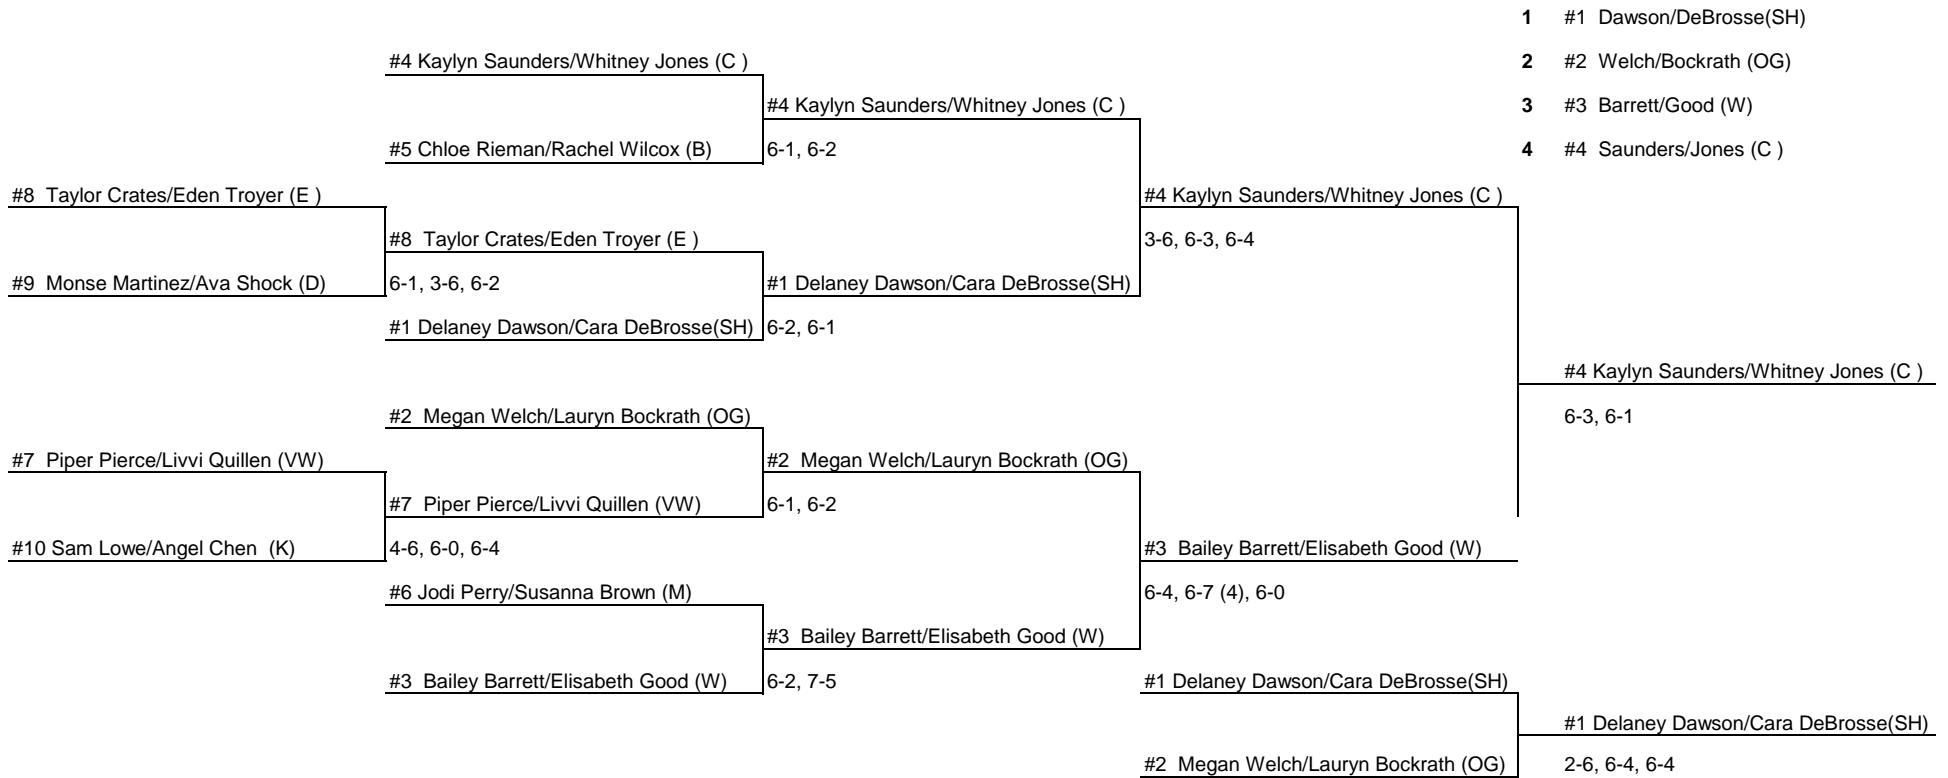 1 #1 Dawson/DeBrosse(SH)
#4 Kaylyn Saunders/Whitney Jones (C )
2 #2 Welch/Bockrath (OG)
#4 Kaylyn Saunders/Whitney Jones (C )
3 #3 Barrett/Good (W)
#5 Chloe Rieman/Rachel Wilcox (B)
6-1, 6-2
4 #4 Saunders/Jones (C )
#8 Taylor Crates/Eden Troyer (E )
#4 Kaylyn Saunders/Whitney Jones (C )
#8 Taylor Crates/Eden Troyer (E )
3-6, 6-3, 6-4
#9 Monse Martinez/Ava Shock (D)
6-1, 3-6, 6-2
#1 Delaney Dawson/Cara DeBrosse(SH)
#1 Delaney Dawson/Cara DeBrosse(SH)
6-2, 6-1
#4 Kaylyn Saunders/Whitney Jones (C )
#2 Megan Welch/Lauryn Bockrath (OG)
6-3, 6-1
#7 Piper Pierce/Livvi Quillen (VW)
#2 Megan Welch/Lauryn Bockrath (OG)
#7 Piper Pierce/Livvi Quillen (VW)
6-1, 6-2
#10 Sam Lowe/Angel Chen (K)
4-6, 6-0, 6-4
#3 Bailey Barrett/Elisabeth Good (W)
#6 Jodi Perry/Susanna Brown (M)
6-4, 6-7 (4), 6-0
#3 Bailey Barrett/Elisabeth Good (W)
#3 Bailey Barrett/Elisabeth Good (W)
6-2, 7-5
#1 Delaney Dawson/Cara DeBrosse(SH)
#1 Delaney Dawson/Cara DeBrosse(SH)
#2 Megan Welch/Lauryn Bockrath (OG)
2-6, 6-4, 6-4